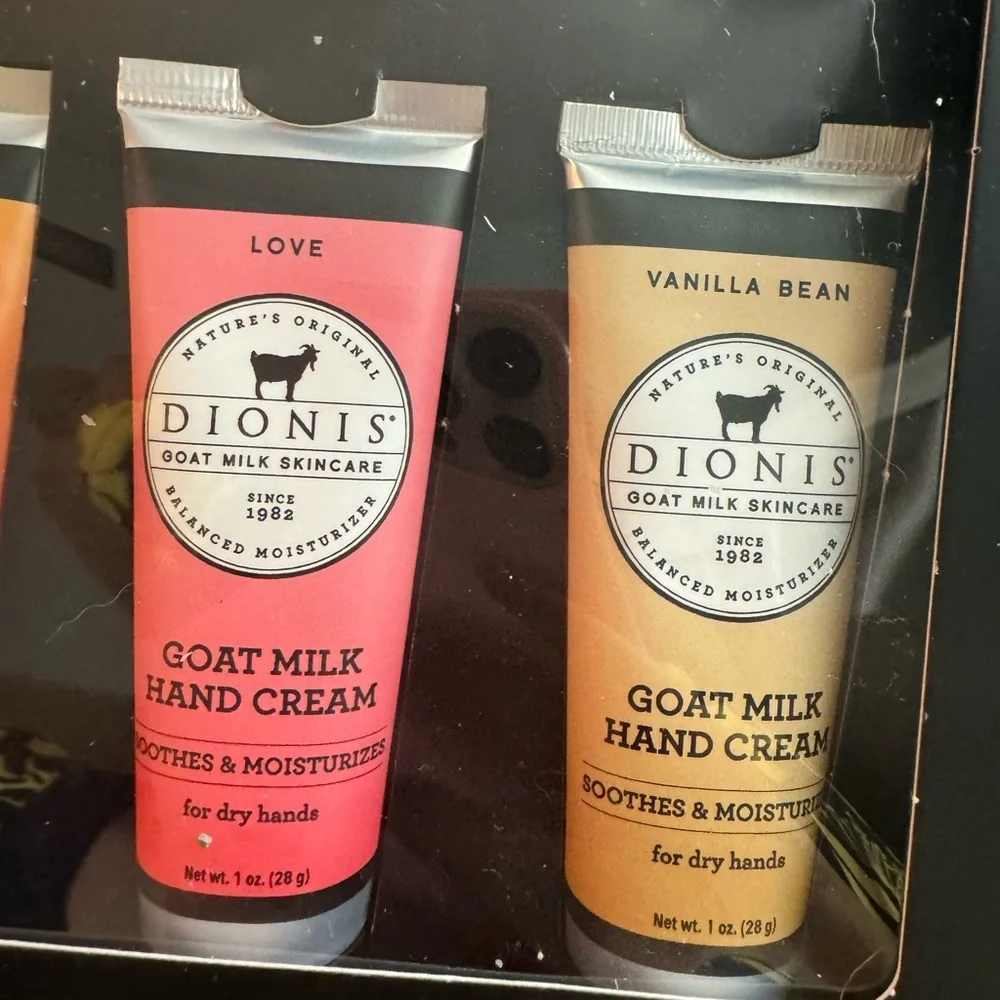 LOVE
NATURE'S ORIGINAL
DIONIS
GOAT MILK SKINCARE
SINCE
1982
BALANCED MOISTURIZER
GOAT MILK
HAND CREAM
SOOTHES & MOISTURIZES
for dry hands
Net wt. 1 oz. (28 g)
VANILLA BEAN
NATURE'S ORIGINAL
DIONIS
GOAT MILK SKINCARE
SINCE
1982
BALANCED MOISTURIZER
GOAT MILK
HAND CREAM
SOOTHES & MOISTURIZ
for dry hands
Net wt. 1 oz. (28 g)